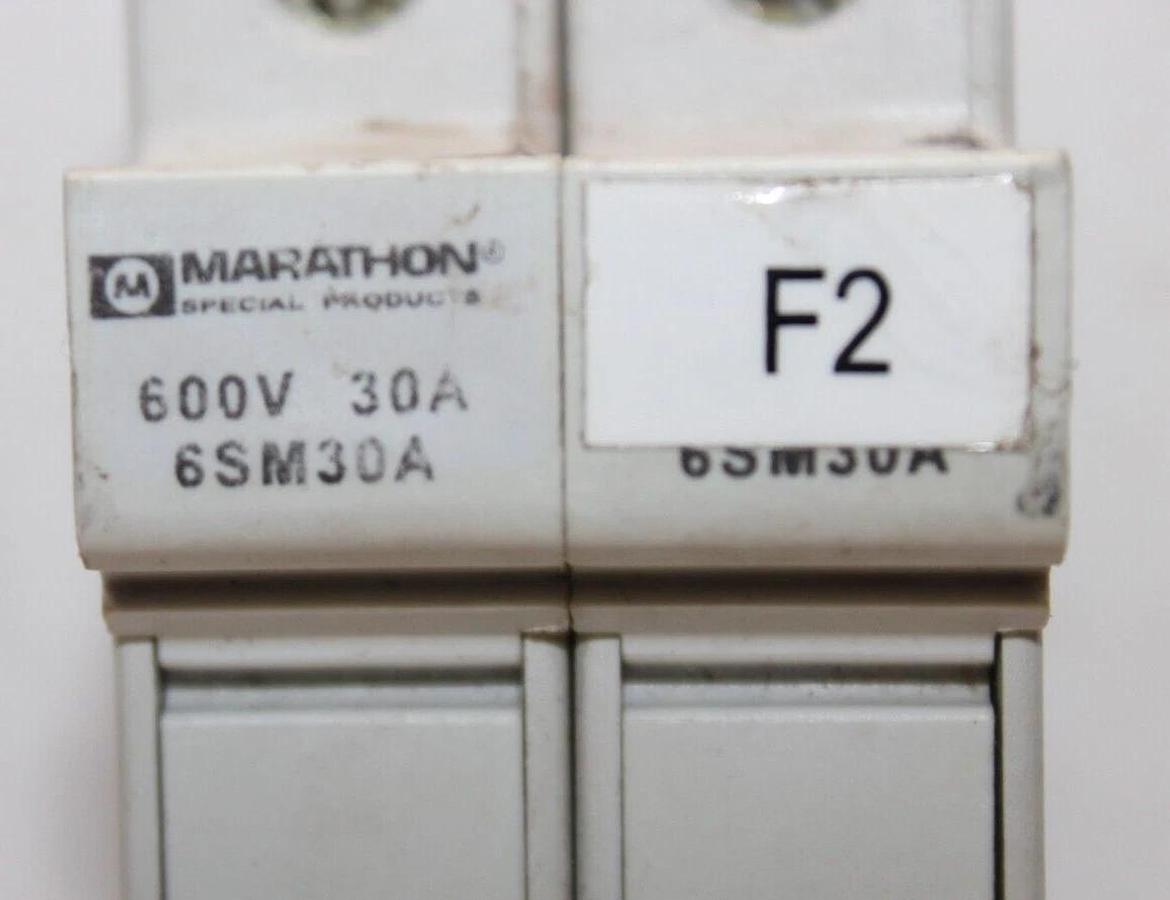 M MARATHON®
SPECIAL PRODUCTS
600V 30A
6SM30A
F2
6SM30A